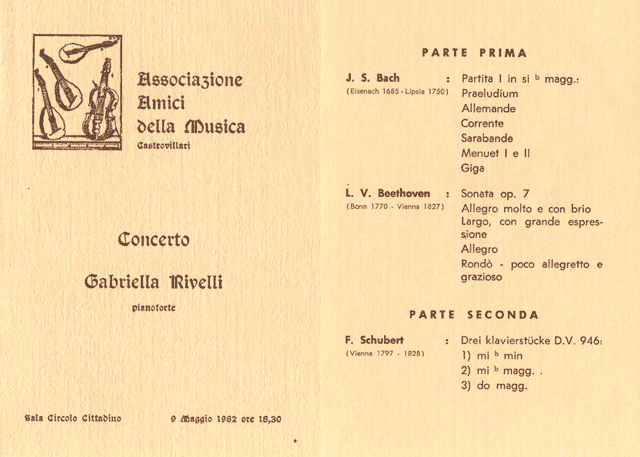 Associazione
Amici
della Musica
Castrovillari
Concerto
Gabriella Rivelli
pianoforte
Sala Circolo Cittadino 9 Maggio 1982 ore 18,30
PARTE PRIMA
J. S. Bach : Partita I in si b magg.:
(Eisenach 1685 - Lipsia 1750) Praeludium
Allemande
Corrente
Sarabande
Menuet I e II
Giga
L. V. Beethoven : Sonata op. 7
(Bonn 1770 - Vienna 1827) Allegro molto e con brio
Largo, con grande espres-
sione
Allegro
Rondò - poco allegretto e
grazioso
PARTE SECONDA
F. Schubert : Drei klavierstücke D.V. 946:
(Vienna 1797 - 1828) 1) mi b min
2) mi b magg. .
3) do magg.